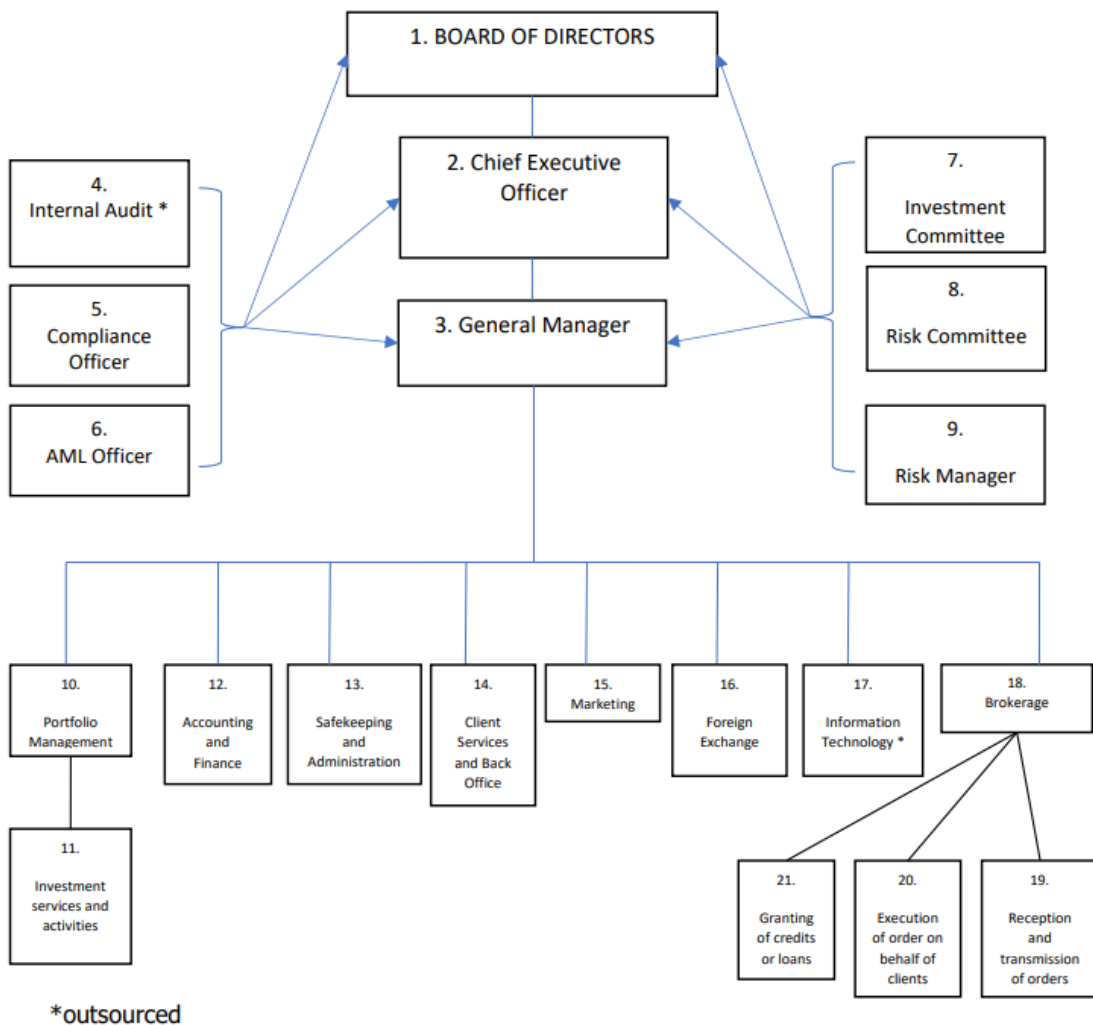 1. BOARD OF DIRECTORS
2. Chief Executive
Officer
3. General Manager
4.
Internal Audit *
5.
Compliance
Officer
6.
AML Officer
7.
Investment
Committee
8.
Risk Committee
9.
Risk Manager
10.
Portfolio
Management
11.
Investment
services and
activities
12.
Accounting
and
Finance
13.
Safekeeping
and
Administration
14.
Client
Services
and Back
Office
15.
Marketing
16.
Foreign
Exchange
17.
Information
Technology *
18.
Brokerage
21.
Granting
of credits
or loans
20.
Execution
of order on
behalf of
clients
19.
Reception
and
transmission
of orders
*outsourced